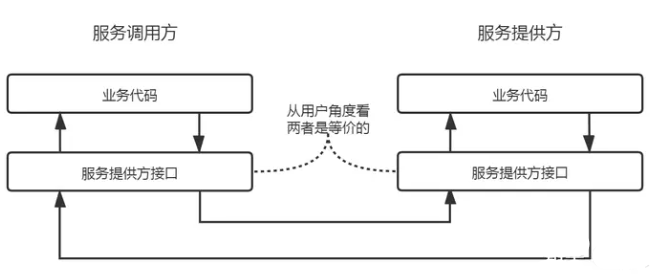 服务调用方
服务提供方
业务代码
业务代码
从用户角度看
两者是等价的
服务提供方接口
服务提供方接口